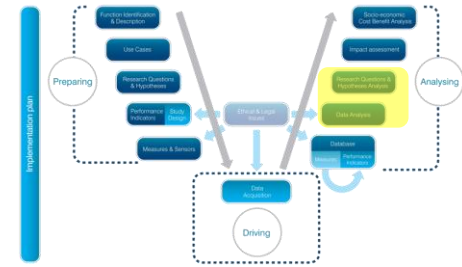 Implementation plan
Preparing
Function Identification
& Description
Use Cases
Research Questions
& Hypotheses
Performance
Indicators
Study
Design
Measures & Sensors
Ethical & Legal
Issues
Data
Acquisition
Driving
Socio-economic
Cost Benefit Analysis
Impact assessment
Research Questions &
Hypotheses Analysis
Data Analysis
Database
Measures
Performance
Indicators
Analysing